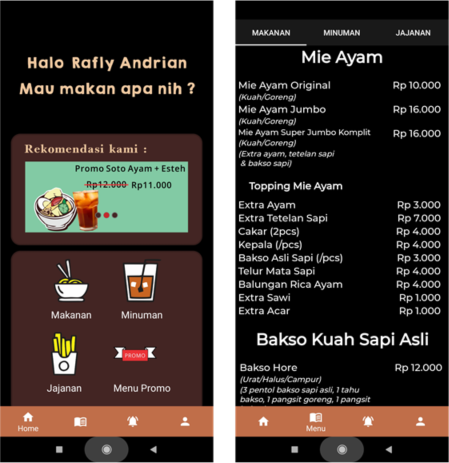 Halo Rafly Andrian
Mau makan apa nih ?
Rekomendasi kami :
Promo Soto Ayam + Esteh
Rp12.000 Rp11.000
Makanan
Minuman
PROMO
Jajanan
Menu Promo
Home
MAKANAN
MINUMAN
JAJANAN
Mie Ayam
Mie Ayam Original Rp 10.000
(Kuah/Goreng)
Mie Ayam Jumbo Rp 16.000
(Kuah/Goreng)
Mie Ayam Super Jumbo Komplit Rp 16.000
(Kuah/Goreng)
(Extra ayam, tetelan sapi
& bakso sapi)
Topping Mie Ayam
Extra Ayam Rp 3.000
Extra Tetelan Sapi Rp 7.000
Cakar (2pcs) Rp 4.000
Kepala (/pcs) Rp 4.000
Bakso Asli Sapi (/pcs) Rp 3.000
Telur Mata Sapi Rp 4.000
Balungan Rica Ayam Rp 4.000
Extra Sawi Rp 1.000
Extra Acar Rp 1.000
Bakso Kuah Sapi Asli
Bakso Hore Rp 12.000
(Urat/Halus/Campur)
(3 pentol bakso sapi asli, 1 tahu
bakso, 1 pangsit goreng, 1 pangsit
Menu